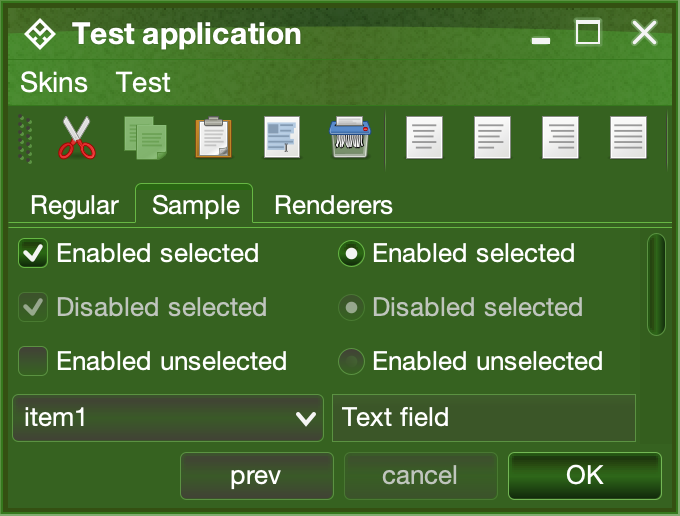 Test application
Skins Test
Regular Sample Renderers
Enabled selected Enabled selected
Disabled selected Disabled selected
Enabled unselected Enabled unselected
item1 Text field
prev cancel OK